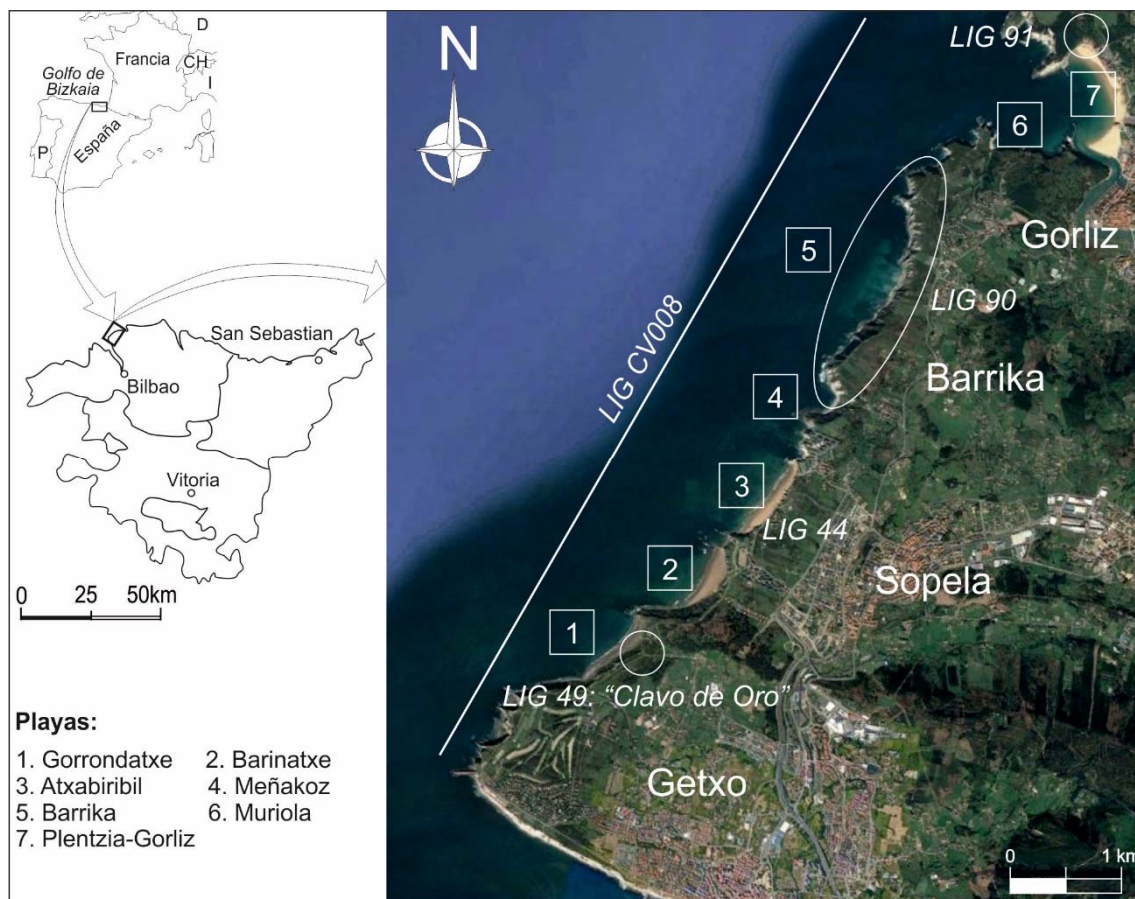 D
Francia
CH
Golfo de
Bizkaia
I
España
P
San Sebastian
Bilbao
Vitoria
0 25 50km
Playas:
1. Gorrondatxe 2. Barinatxe
3. Atxabiribil 4. Meñakoz
5. Barrika 6. Muriola
7. Plentzia-Gorliz
N
LIG 91
7
6
Gorliz
5
LIG 90
LIG CV008
Barrika
4
3
LIG 44
2
Sopela
1
LIG 49: “Clavo de Oro”
Getxo
0 1 km